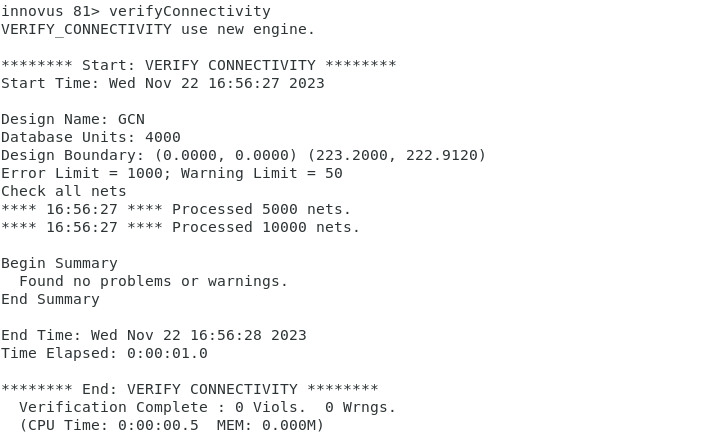 innovus 81> verifyConnectivity
VERIFY_CONNECTIVITY use new engine.
******** Start: VERIFY CONNECTIVITY ********
Start Time: Wed Nov 22 16:56:27 2023
Design Name: GCN
Database Units: 4000
Design Boundary: (0.0000, 0.0000) (223.2000, 222.9120)
Error Limit = 1000; Warning Limit = 50
Check all nets
**** 16:56:27 **** Processed 5000 nets.
**** 16:56:27 **** Processed 10000 nets.
Begin Summary
  Found no problems or warnings.
End Summary
End Time: Wed Nov 22 16:56:28 2023
Time Elapsed: 0:00:01.0
******** End: VERIFY CONNECTIVITY ********
  Verification Complete : 0 Viols.  0 Wrngs.
  (CPU Time: 0:00:00.5  MEM: 0.000M)